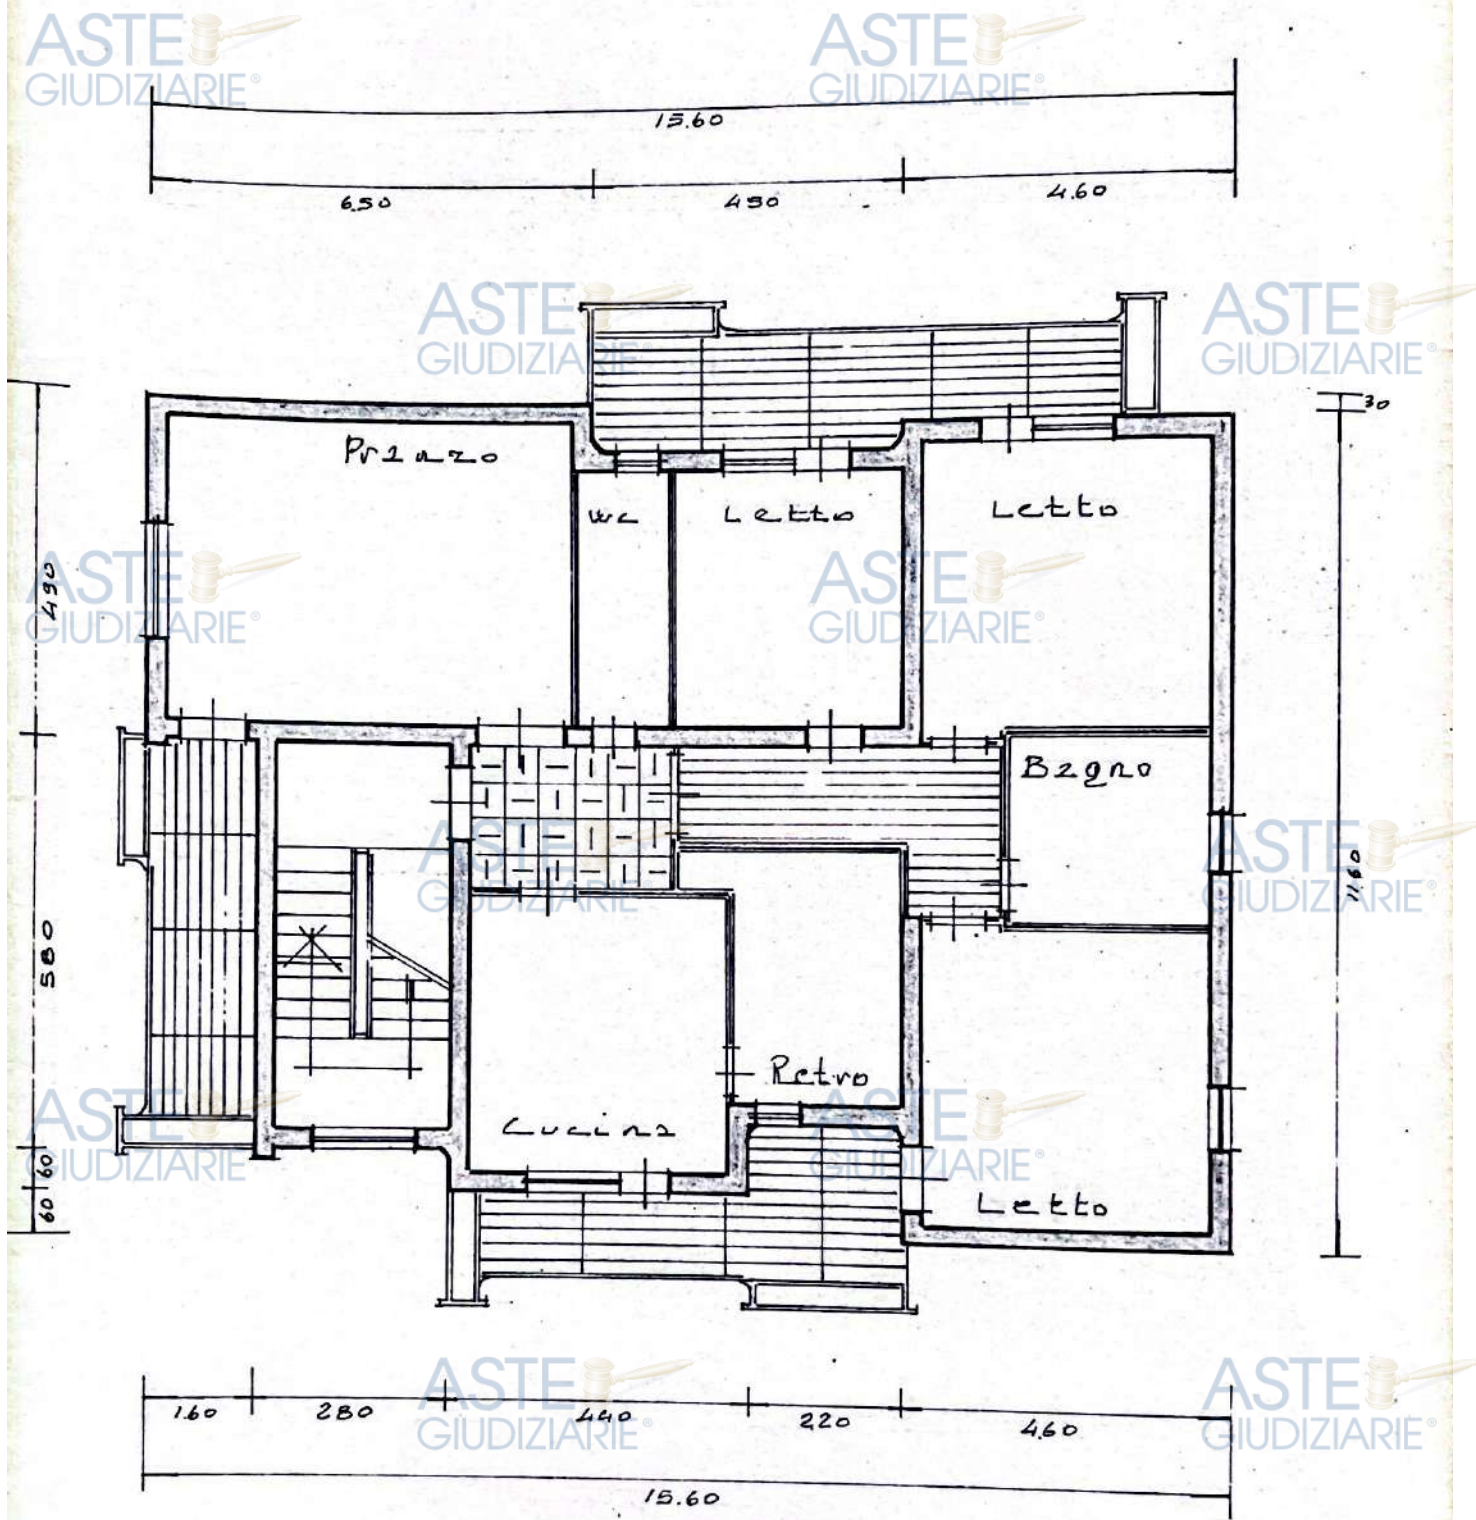 ASTE
GIUDIZIARIE®
ASTE
GIUDIZIARIE®
15.60
6.50
450
4.60
ASTE
GIUDIZIARIE®
ASTE
GIUDIZIARIE®
30
Pranzo
wc
Letto
Letto
490
ASTE
GIUDIZIARIE®
ASTE
GIUDIZIARIE®
Bagno
ASTE
GIUDIZIARIE®
ASTE
GIUDIZIARIE®
11.60
580
Retro
Cucina
ASTE
GIUDIZIARIE®
ASTE
GIUDIZIARIE®
60
60
Letto
ASTE
GIUDIZIARIE®
ASTE
GIUDIZIARIE®
1.60
280
440
220
4.60
15.60